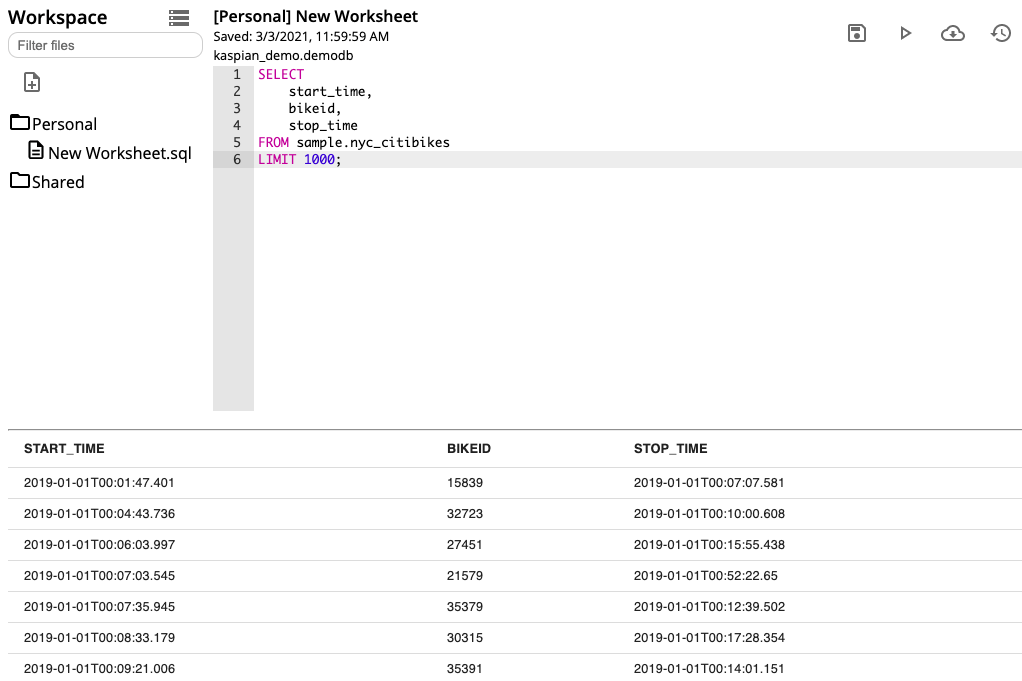 Workspace
Filter files
Personal
New Worksheet.sql
Shared
[Personal] New Worksheet
Saved: 3/3/2021, 11:59:59 AM
kaspian_demo.demodb
1 SELECT
2     start_time,
3     bikeid,
4     stop_time
5 FROM sample.nyc_citibikes
6 LIMIT 1000;
START_TIME BIKEID STOP_TIME
2019-01-01T00:01:47.401 15839 2019-01-01T00:07:07.581
2019-01-01T00:04:43.736 32723 2019-01-01T00:10:00.608
2019-01-01T00:06:03.997 27451 2019-01-01T00:15:55.438
2019-01-01T00:07:03.545 21579 2019-01-01T00:52:22.65
2019-01-01T00:07:35.945 35379 2019-01-01T00:12:39.502
2019-01-01T00:08:33.179 30315 2019-01-01T00:17:28.354
2019-01-01T00:09:21.006 35391 2019-01-01T00:14:01.151